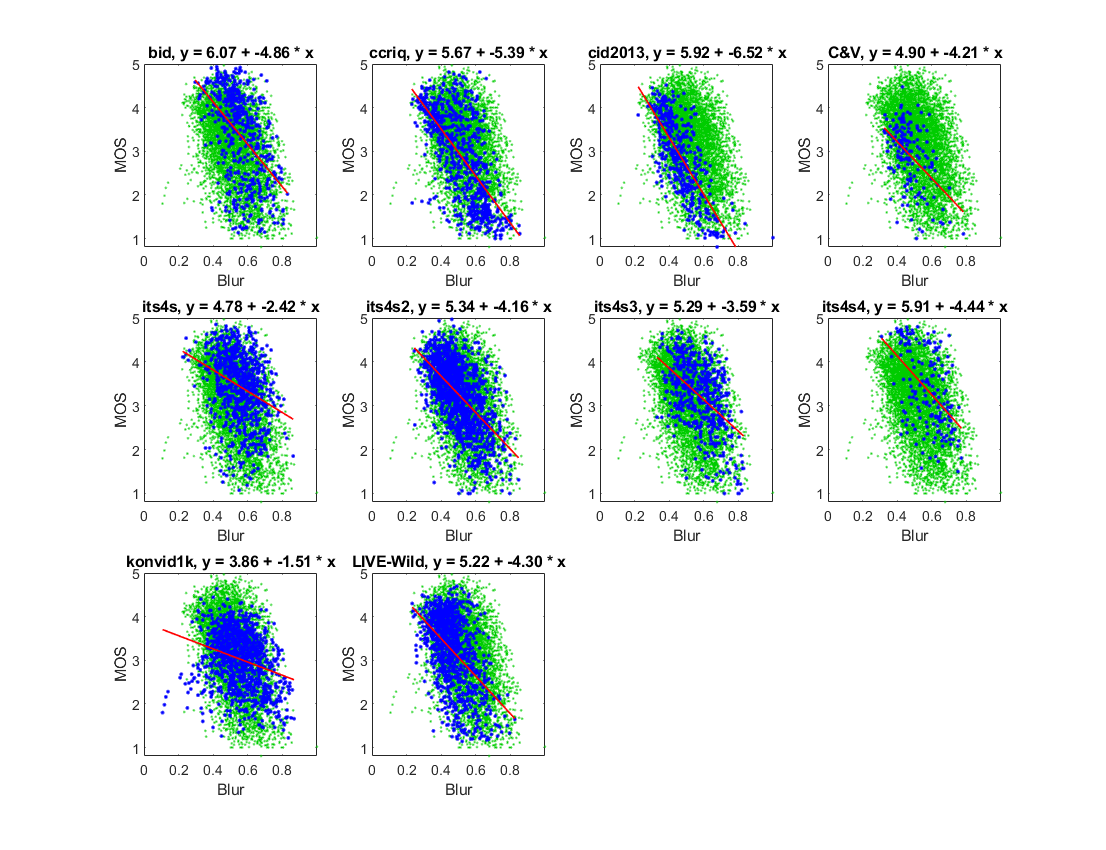 bid, y = 6.07 + -4.86 * x
ccriq, y = 5.67 + -5.39 * x
cid2013, y = 5.92 + -6.52 * x
C&V, y = 4.90 + -4.21 * x
5
4
3
2
1
MOS
0 0.2 0.4 0.6 0.8
Blur
5
4
3
2
1
MOS
0 0.2 0.4 0.6 0.8
Blur
5
4
3
2
1
MOS
0 0.2 0.4 0.6 0.8
Blur
5
4
3
2
1
MOS
0 0.2 0.4 0.6 0.8
Blur
its4s, y = 4.78 + -2.42 * x
its4s2, y = 5.34 + -4.16 * x
its4s3, y = 5.29 + -3.59 * x
its4s4, y = 5.91 + -4.44 * x
5
4
3
2
1
MOS
0 0.2 0.4 0.6 0.8
Blur
5
4
3
2
1
MOS
0 0.2 0.4 0.6 0.8
Blur
5
4
3
2
1
MOS
0 0.2 0.4 0.6 0.8
Blur
5
4
3
2
1
MOS
0 0.2 0.4 0.6 0.8
Blur
konvid1k, y = 3.86 + -1.51 * x
LIVE-Wild, y = 5.22 + -4.30 * x
5
4
3
2
1
MOS
0 0.2 0.4 0.6 0.8
Blur
5
4
3
2
1
MOS
0 0.2 0.4 0.6 0.8
Blur